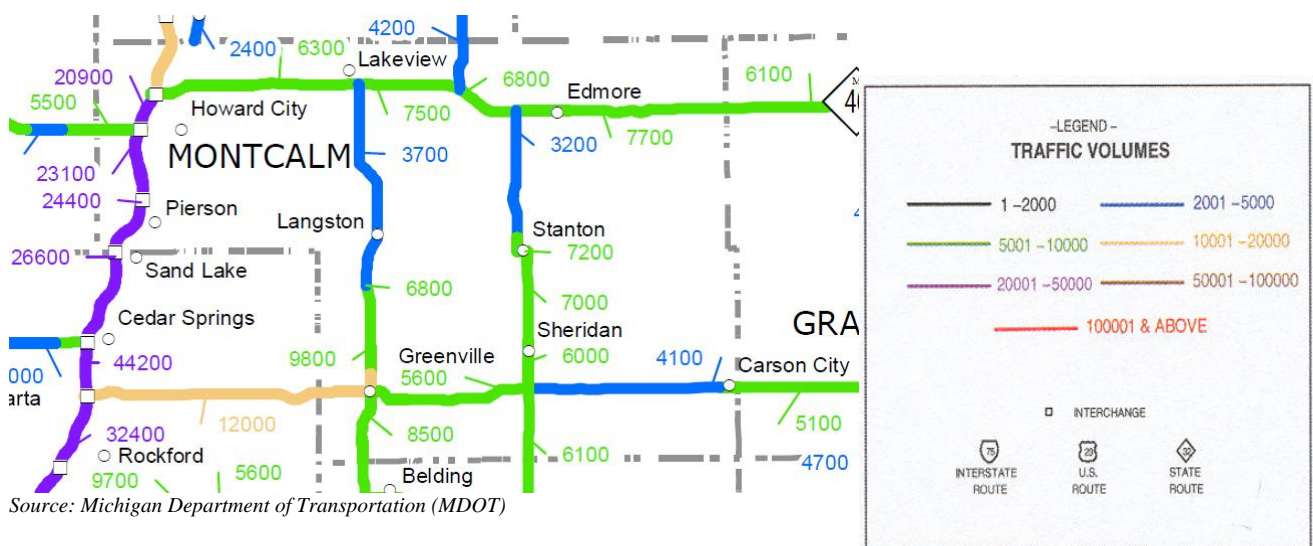 4200
2400
6300
Lakeview
20900
6800
6100
5500
Edmore
Howard City
7500
7700
MONTCALM
3700
3200
23100
24400
Pierson
Langston
Stanton
7200
26600
Sand Lake
6800
7000
Cedar Springs
Sheridan
GRA
44200
9800
Greenville
6000
4100
000
5600
Carson City
arta
12000
5100
32400
8500
Rockford
6100
4700
9700
5600
Belding
Source: Michigan Department of Transportation (MDOT)
–LEGEND–
TRAFFIC VOLUMES
1 –2000
2001 –5000
5001 –10000
10001 –20000
20001 –50000
50001 –100000
100001 & ABOVE
INTERCHANGE
75
23
32
INTERSTATE
ROUTE
U.S.
ROUTE
STATE
ROUTE